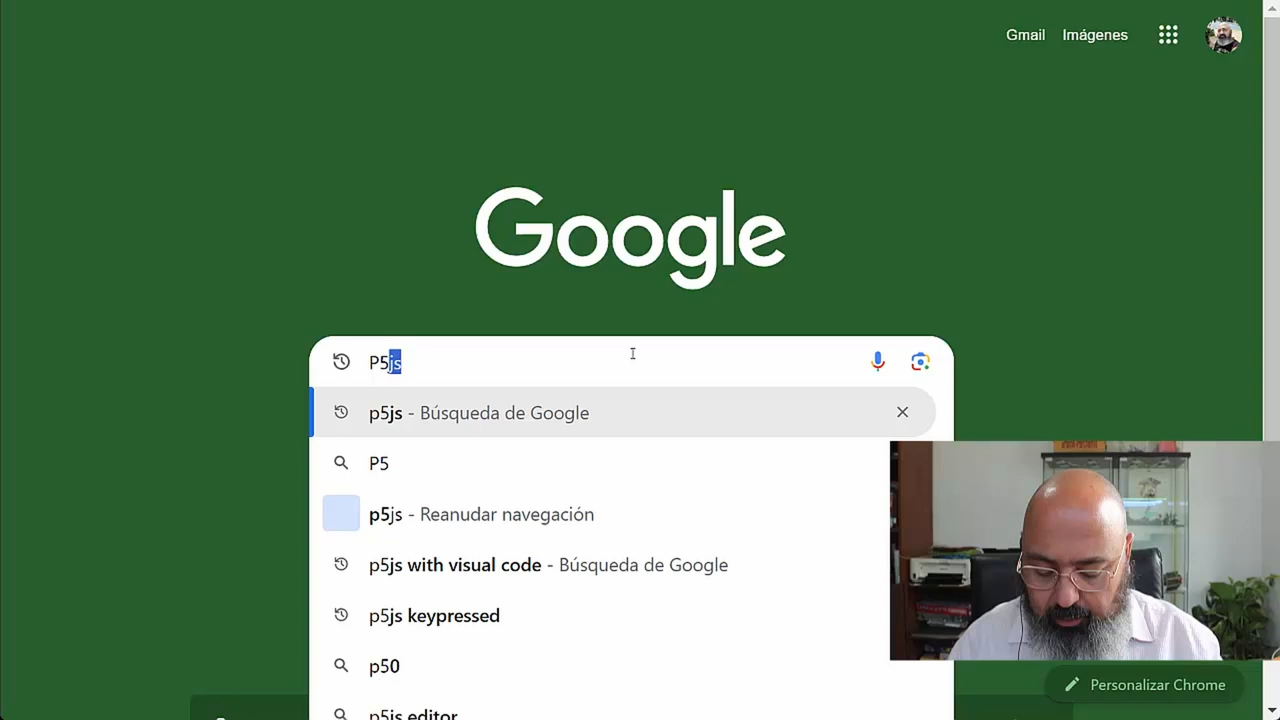 Gmail Imágenes
Google
P5js
p5js - Búsqueda de Google
P5
p5js - Reanudar navegación
p5js with visual code - Búsqueda de Google
p5js keypressed
p50
p5js editor
Personalizar Chrome